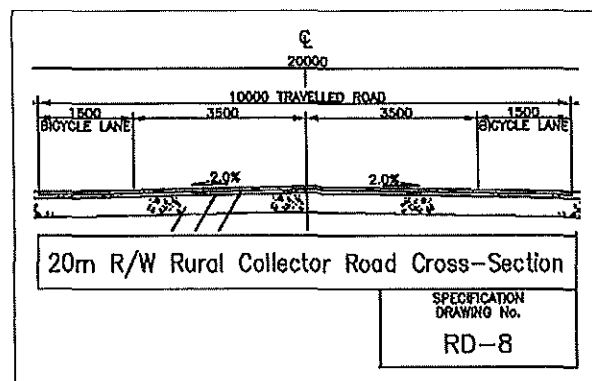 ℄
20000
10000 TRAVELLED ROAD
1500 3500 3500 1500
BICYCLE LANE BICYCLE LANE
2.0% 2.0%
20m R/W Rural Collector Road Cross-Section
SPECIFICATION
DRAWING No.
RD-8